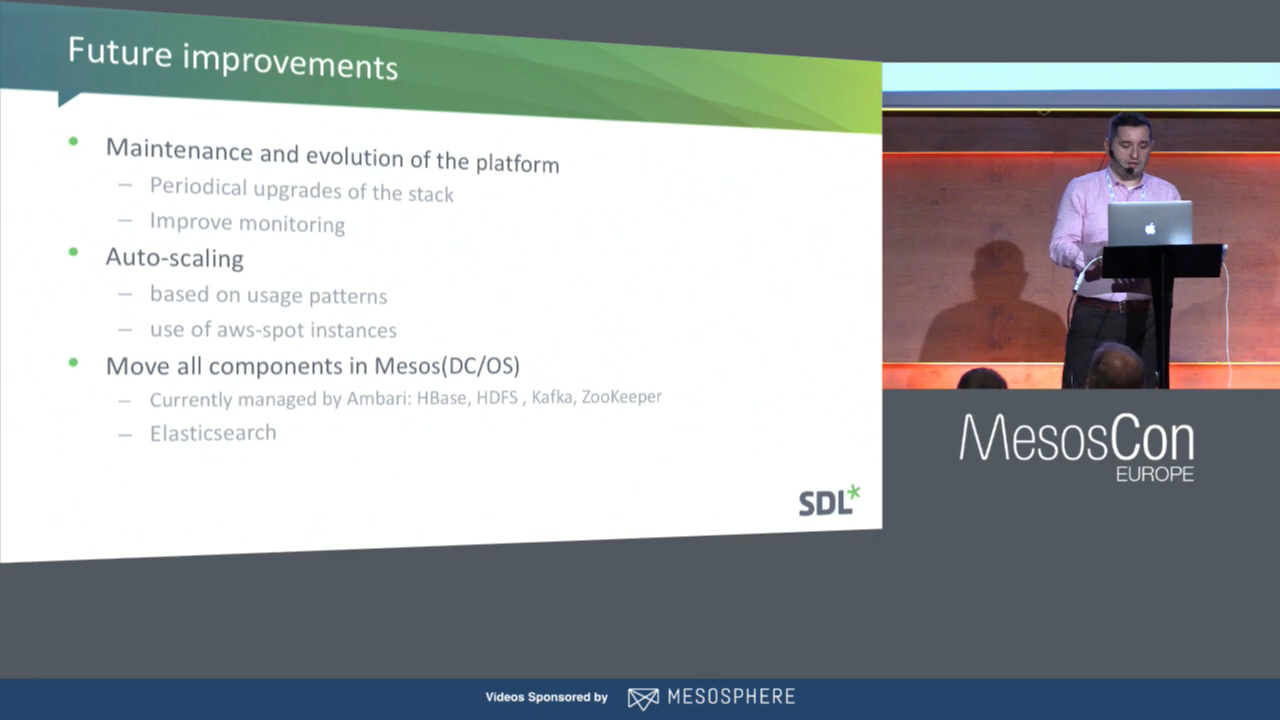 Future improvements
• Maintenance and evolution of the platform
– Periodical upgrades of the stack
– Improve monitoring
• Auto-scaling
– based on usage patterns
– use of aws-spot instances
• Move all components in Mesos(DC/OS)
– Currently managed by Ambari: HBase, HDFS , Kafka, ZooKeeper
– Elasticsearch
SDL*
MesosCon
EUROPE
Videos Sponsored by MESOSPHERE